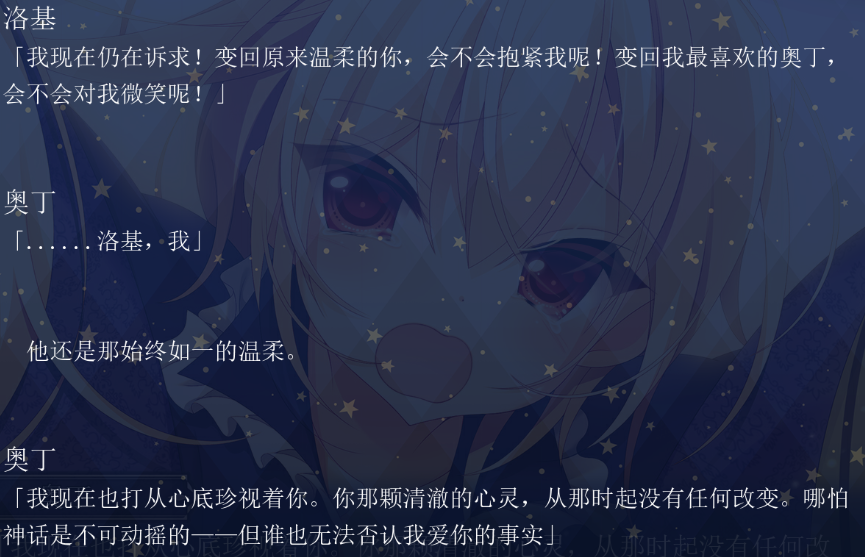 洛基
「我现在仍在诉求！变回原来温柔的你，会不会抱紧我呢！变回我最喜欢的奥丁，
会不会对我微笑呢！」
奥丁
「......洛基，我」
他还是那始终如一的温柔。
奥丁
「我现在也打从心底珍视着你。你那颗清澈的心灵，从那时起没有任何改变。哪怕
神话是不可动摇的——但谁也无法否认我爱你的事实」